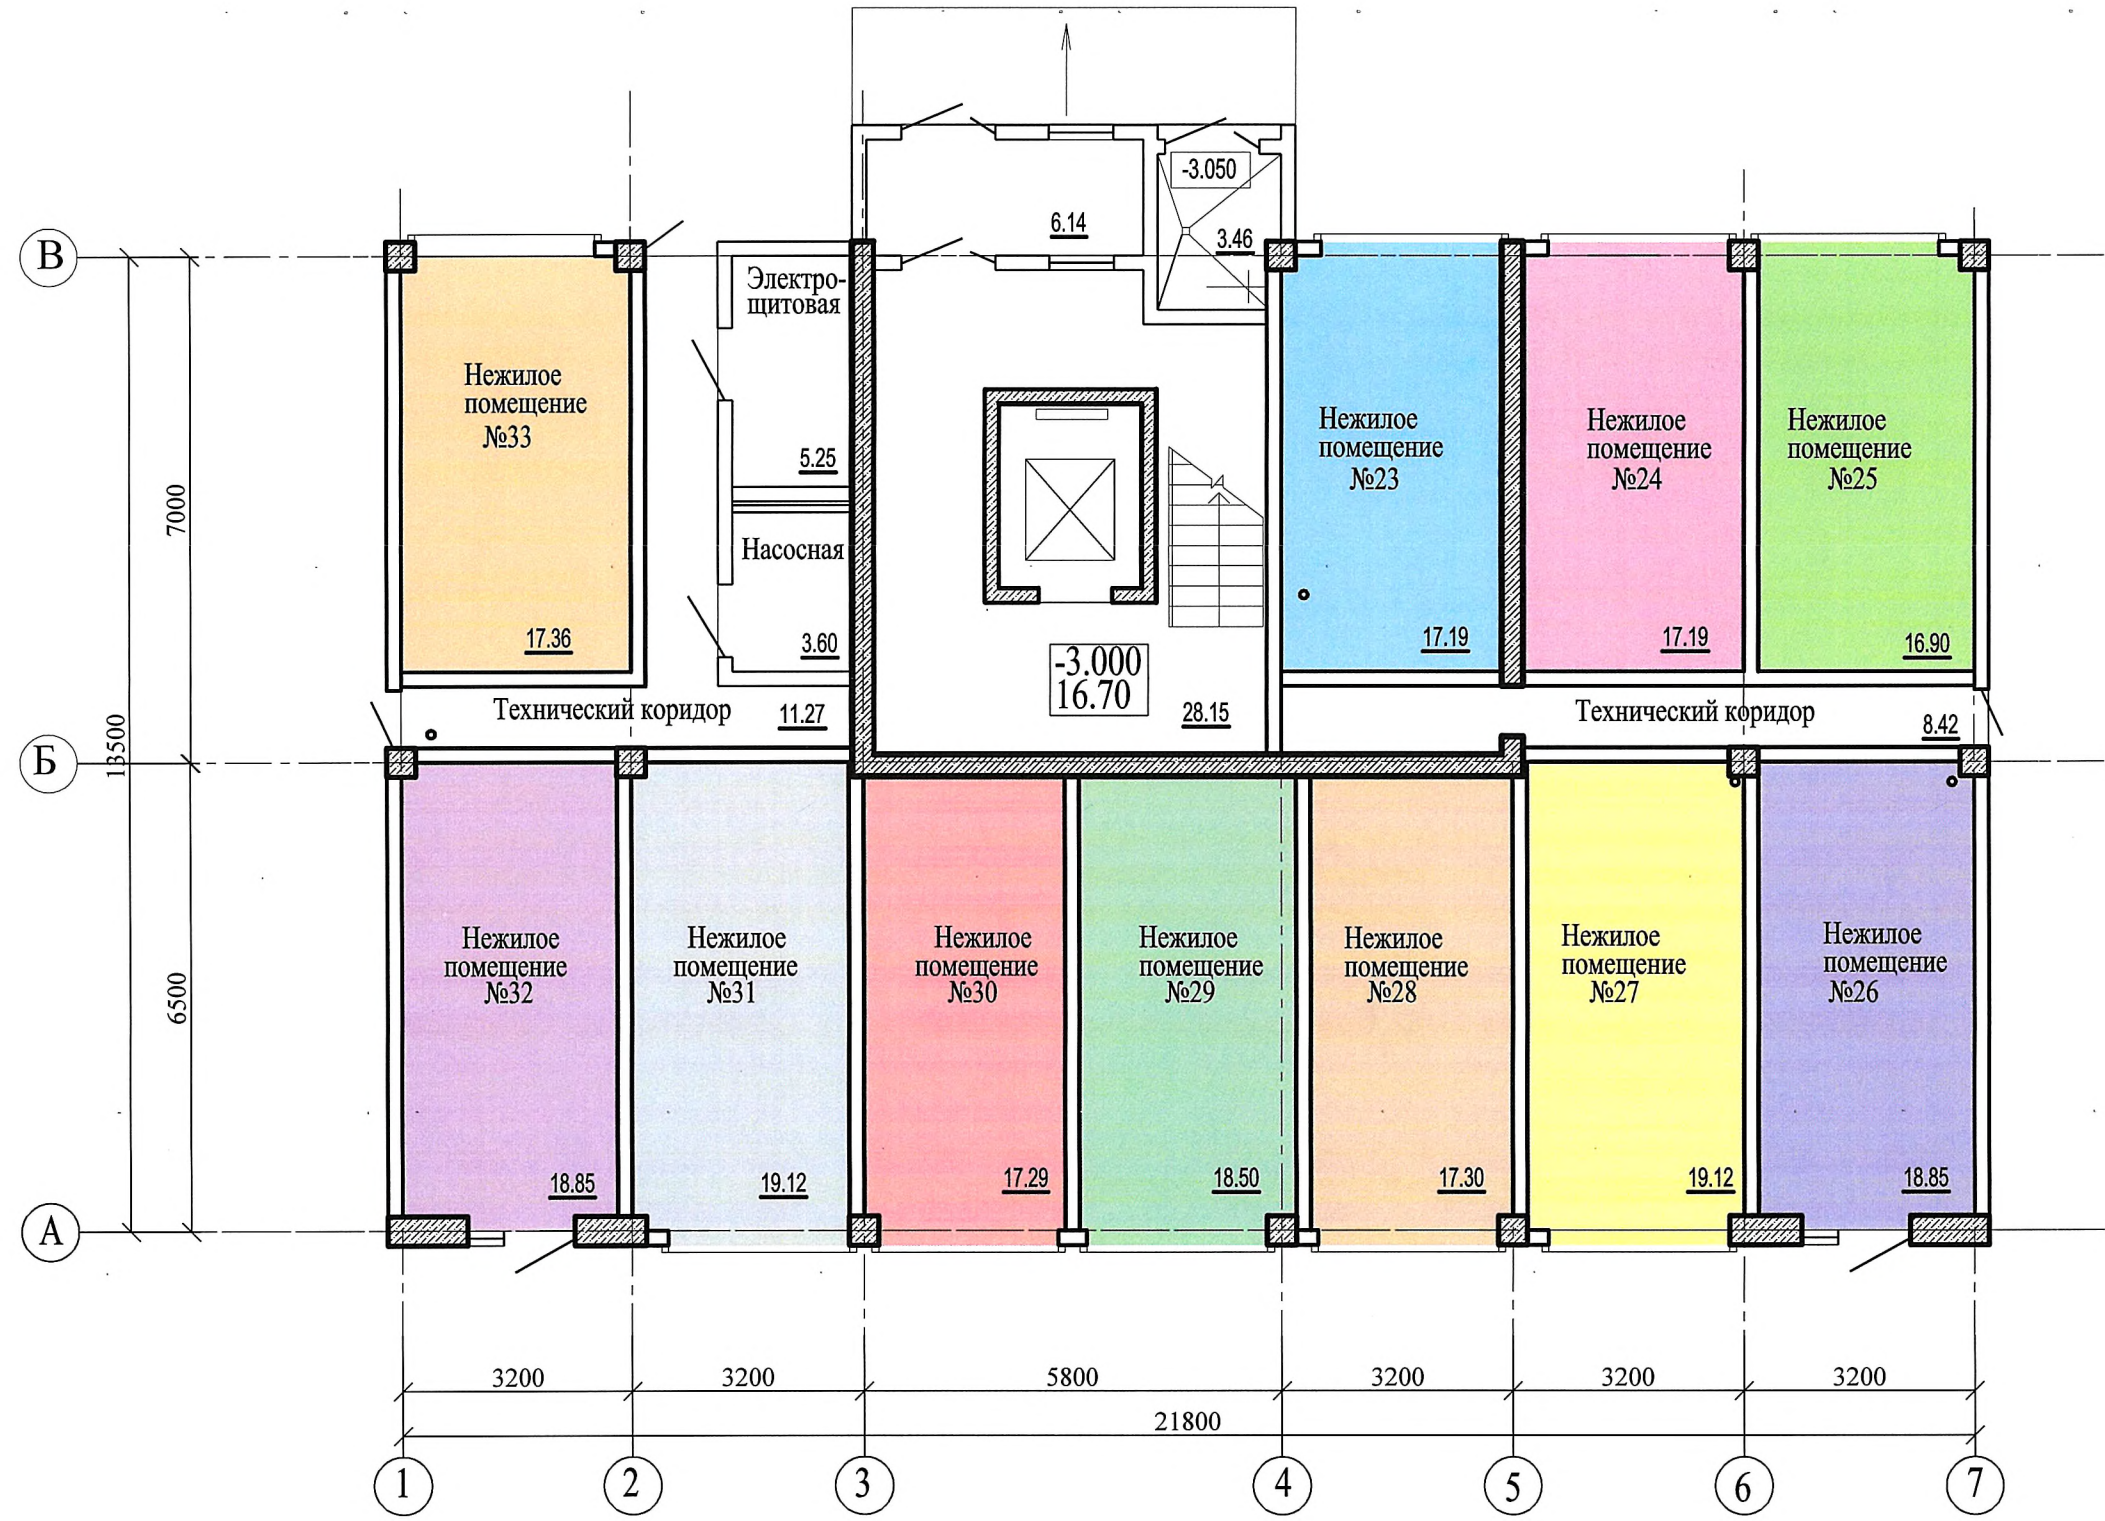 -3.050
В
6.14
3.46
Электро-
щитовая
Нежилое
помещение
№33
Нежилое
помещение
№23
Нежилое
помещение
№24
Нежилое
помещение
№25
5.25
7000
Насосная
17.36
3.60
17.19
17.19
16.90
-3.000
16.70
Технический коридор
11.27
28.15
Технический коридор
8.42
13500
Б
Нежилое
помещение
№32
Нежилое
помещение
№31
Нежилое
помещение
№30
Нежилое
помещение
№29
Нежилое
помещение
№28
Нежилое
помещение
№27
Нежилое
помещение
№26
6500
18.85
19.12
17.29
18.50
17.30
19.12
18.85
А
3200
3200
5800
3200
3200
3200
21800
1
2
3
4
5
6
7